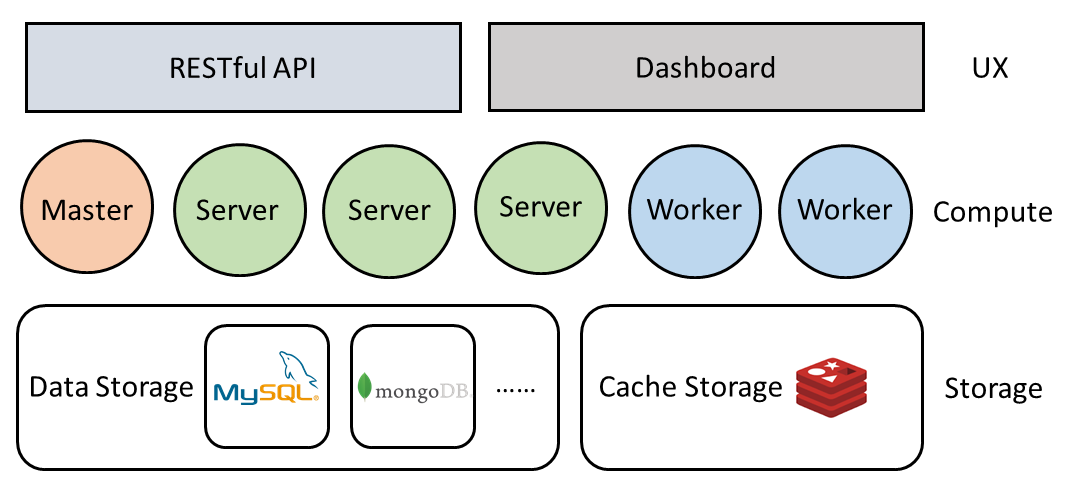 RESTful API
Dashboard
UX
Master
Server
Server
Server
Worker
Worker
Compute
Data Storage
MySQL®
mongoDB.
······
Cache Storage
Storage